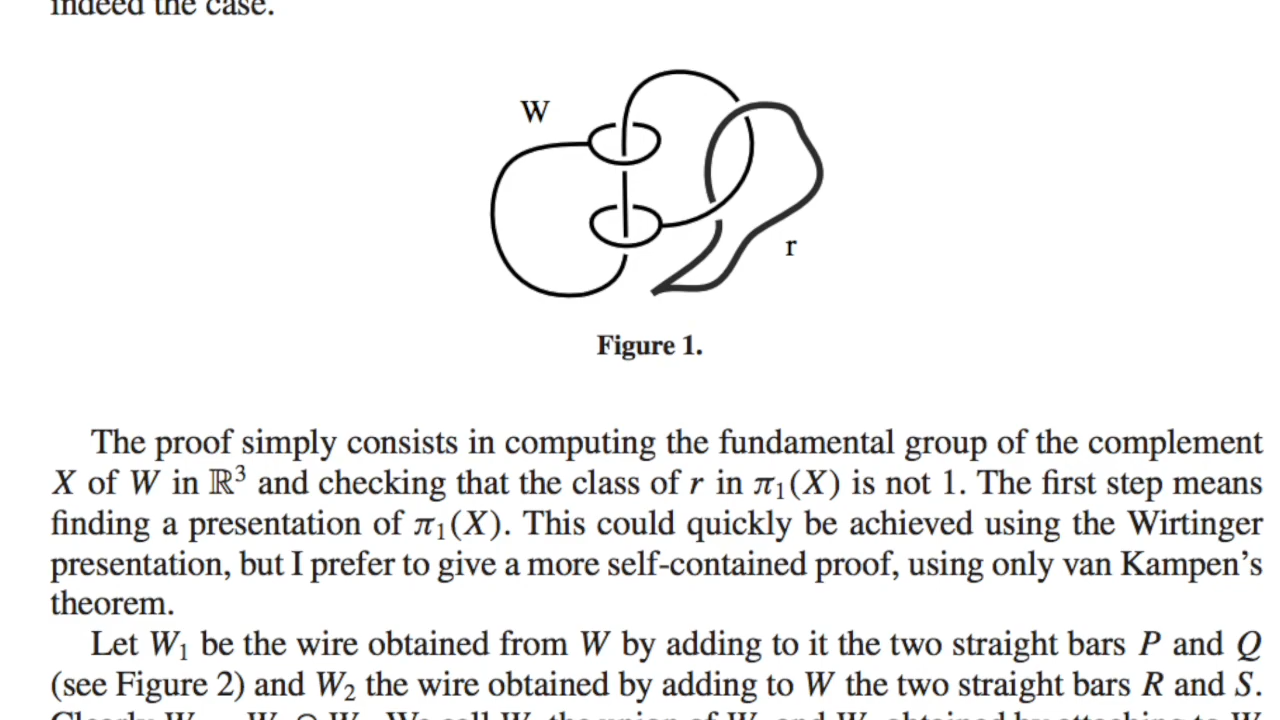 indeed the case.
W
r
Figure 1.
The proof simply consists in computing the fundamental group of the complement
X of W in ℝ³ and checking that the class of r in π₁(X) is not 1. The first step means
finding a presentation of π₁(X). This could quickly be achieved using the Wirtinger
presentation, but I prefer to give a more self-contained proof, using only van Kampen's
theorem.
Let W₁ be the wire obtained from W by adding to it the two straight bars P and Q
(see Figure 2) and W₂ the wire obtained by adding to W the two straight bars R and S.